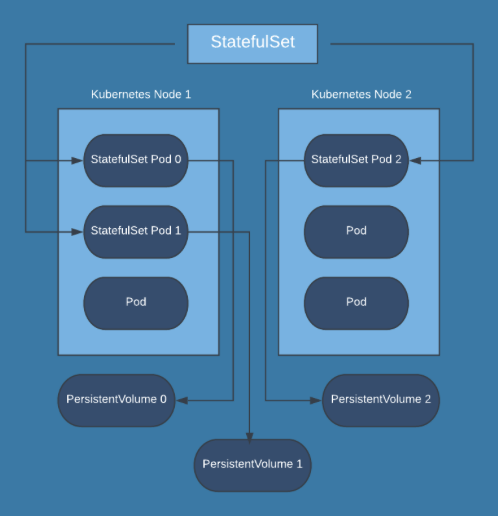 StatefulSet
Kubernetes Node 1
Kubernetes Node 2
StatefulSet Pod 0
StatefulSet Pod 2
StatefulSet Pod 1
Pod
Pod
Pod
PersistentVolume 0
PersistentVolume 2
PersistentVolume 1